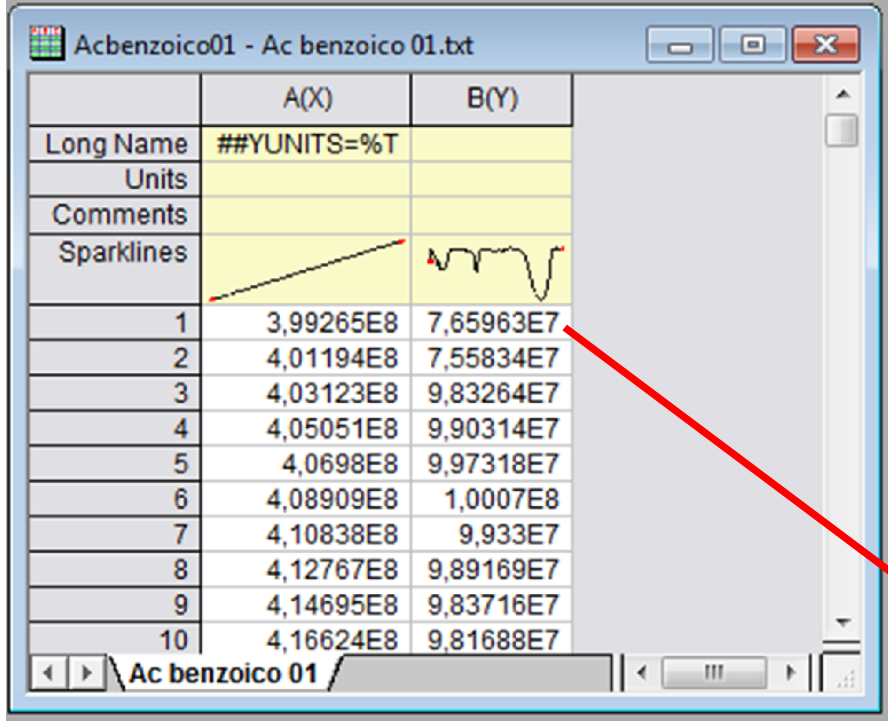 Acbenzoico01 - Ac benzoico 01.txt
A(X) B(Y)
Long Name ##YUNITS=%T
Units
Comments
Sparklines
1 3,99265E8 7,65963E7
2 4,01194E8 7,55834E7
3 4,03123E8 9,83264E7
4 4,05051E8 9,90314E7
5 4,0698E8 9,97318E7
6 4,08909E8 1,0007E8
7 4,10838E8 9,933E7
8 4,12767E8 9,89169E7
9 4,14695E8 9,83716E7
10 4,16624E8 9,81688E7
Ac benzoico 01